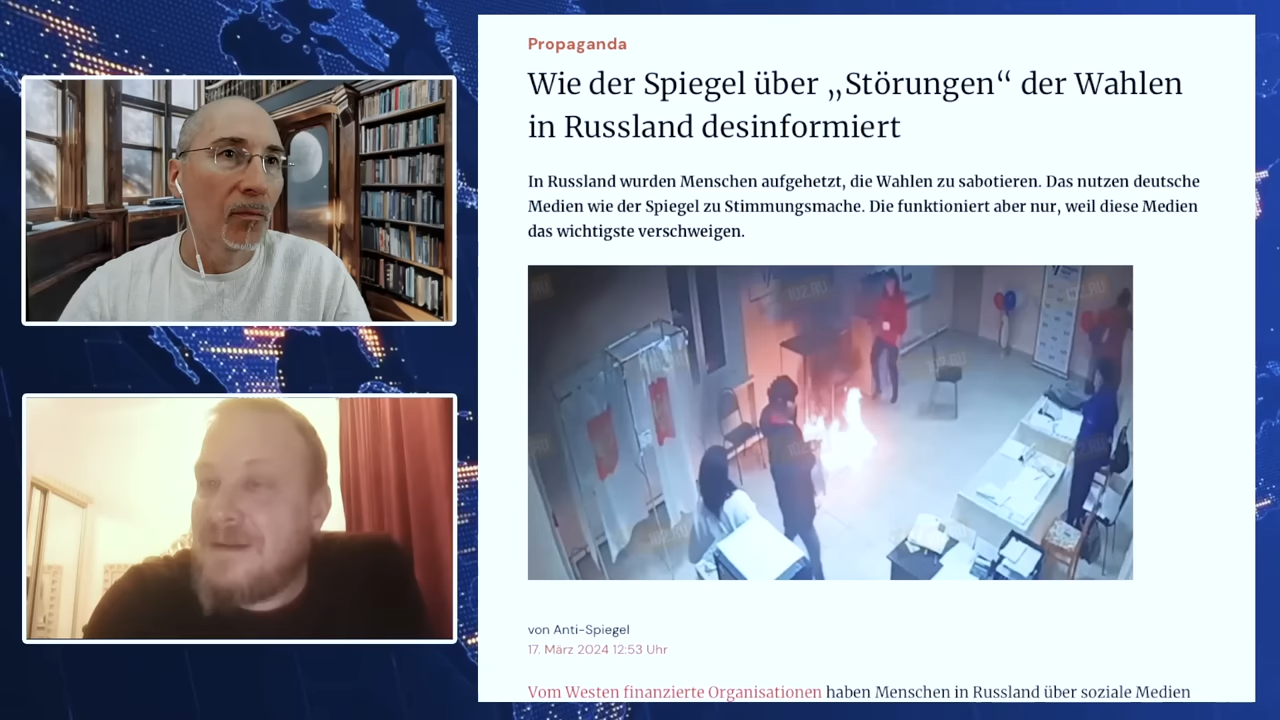 Propaganda
Wie der Spiegel über „Störungen“ der Wahlen
in Russland desinformiert
In Russland wurden Menschen aufgehetzt, die Wahlen zu sabotieren. Das nutzen deutsche
Medien wie der Spiegel zu Stimmungsmache. Die funktioniert aber nur, weil diese Medien
das wichtigste verschweigen.
102.RU
von Anti-Spiegel
17. März 2024 12:53 Uhr
Vom Westen finanzierte Organisationen haben Menschen in Russland über soziale Medien